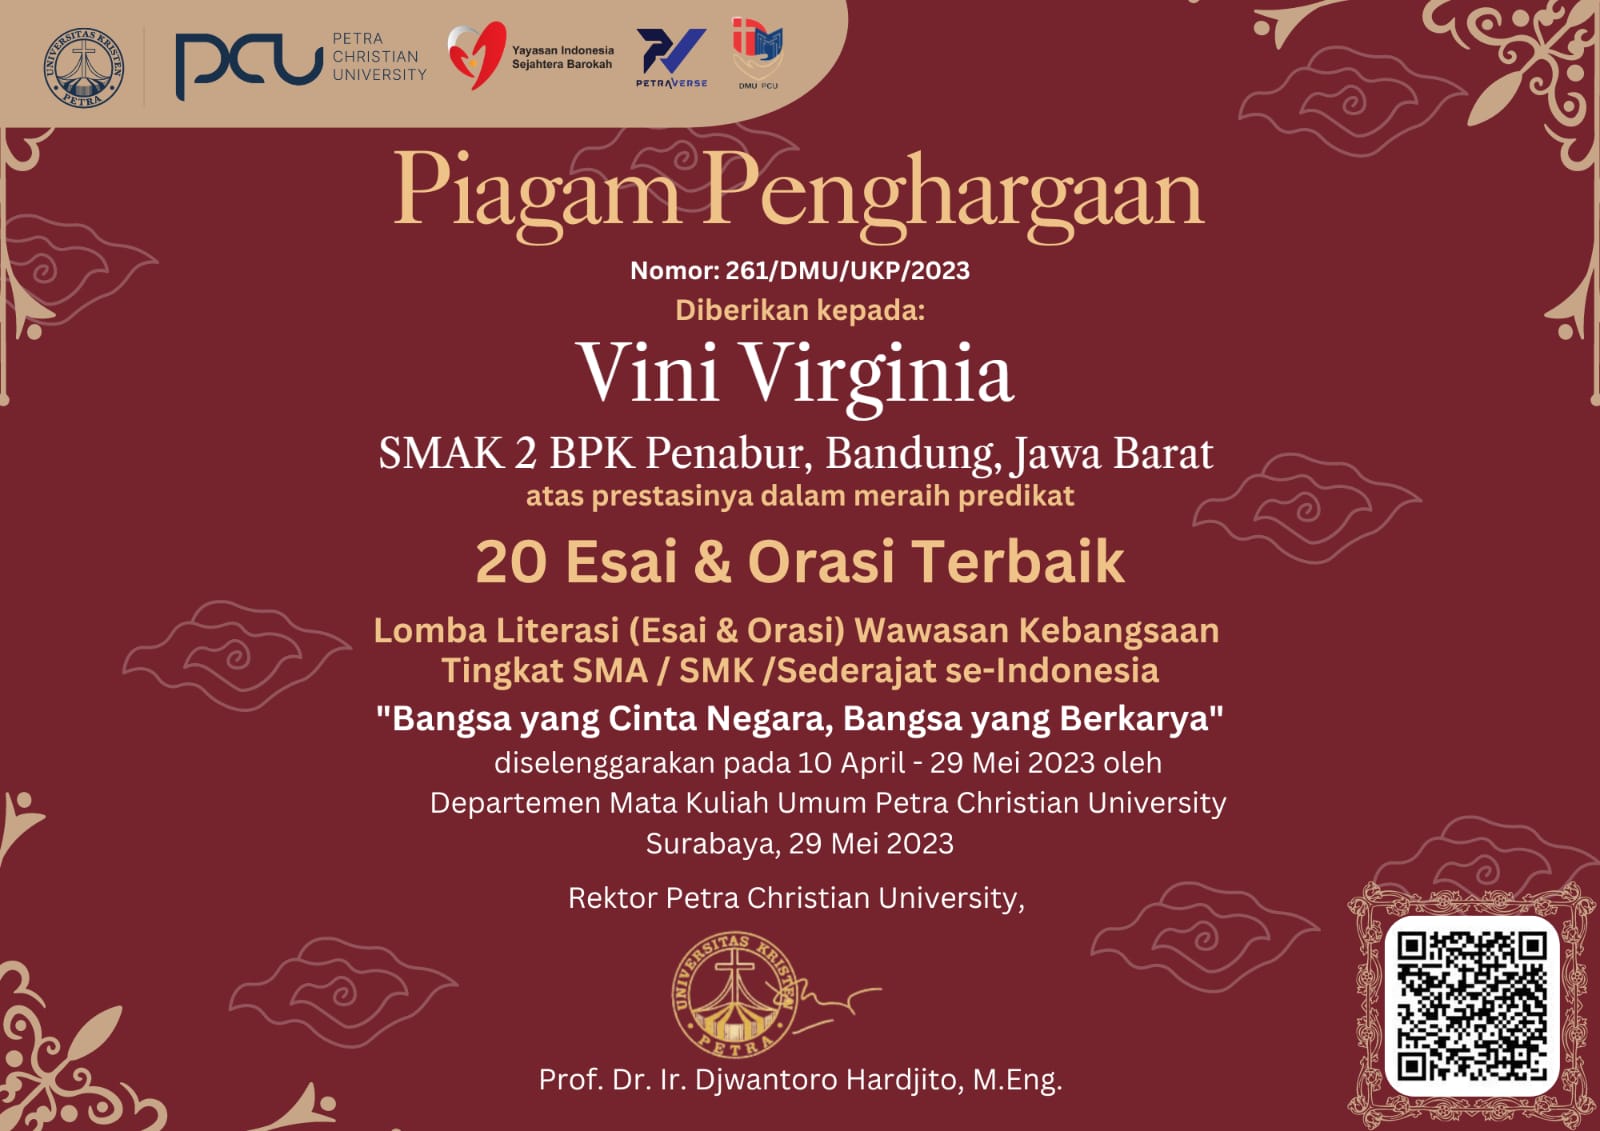 UNIVERSITAS KRISTEN
PETRA
PCU
PETRA
CHRISTIAN
UNIVERSITY
Yayasan Indonesia
Sejahtera Barokah
PETRAVERSE
DMU PCU
Piagam Penghargaan
Nomor: 261/DMU/UKP/2023
Diberikan kepada:
Vini Virginia
SMAK 2 BPK Penabur, Bandung, Jawa Barat
atas prestasinya dalam meraih predikat
20 Esai & Orasi Terbaik
Lomba Literasi (Esai & Orasi) Wawasan Kebangsaan
Tingkat SMA / SMK /Sederajat se-Indonesia
"Bangsa yang Cinta Negara, Bangsa yang Berkarya"
diselenggarakan pada 10 April - 29 Mei 2023 oleh
Departemen Mata Kuliah Umum Petra Christian University
Surabaya, 29 Mei 2023
Rektor Petra Christian University,
UNIVERSITAS KRISTEN
PETRA
Prof. Dr. Ir. Djwantoro Hardjito, M.Eng.